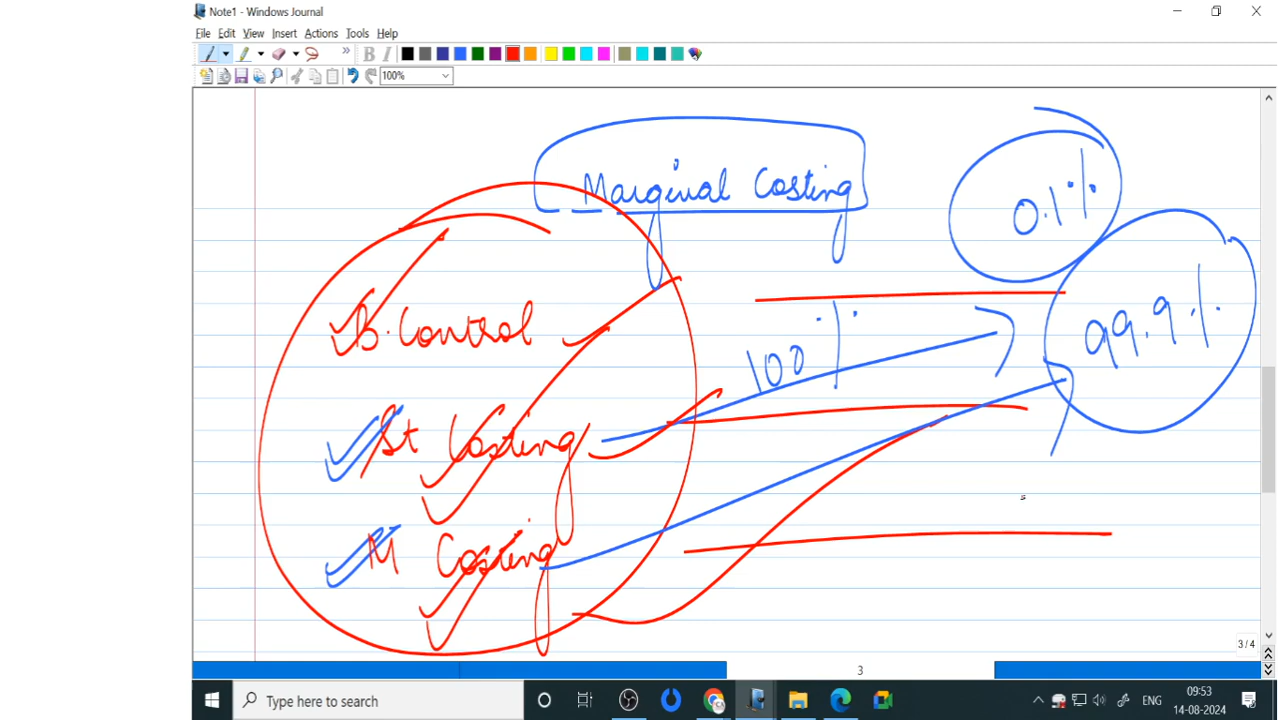 Note1 - Windows Journal
File Edit View Insert Actions Tools Help
» B I
100%
Marginal Costing
0.1%
B. Control
99.9%
100%
St Costing
M Costing
3 / 4
3
Type here to search
ENG
09:53
14-08-2024